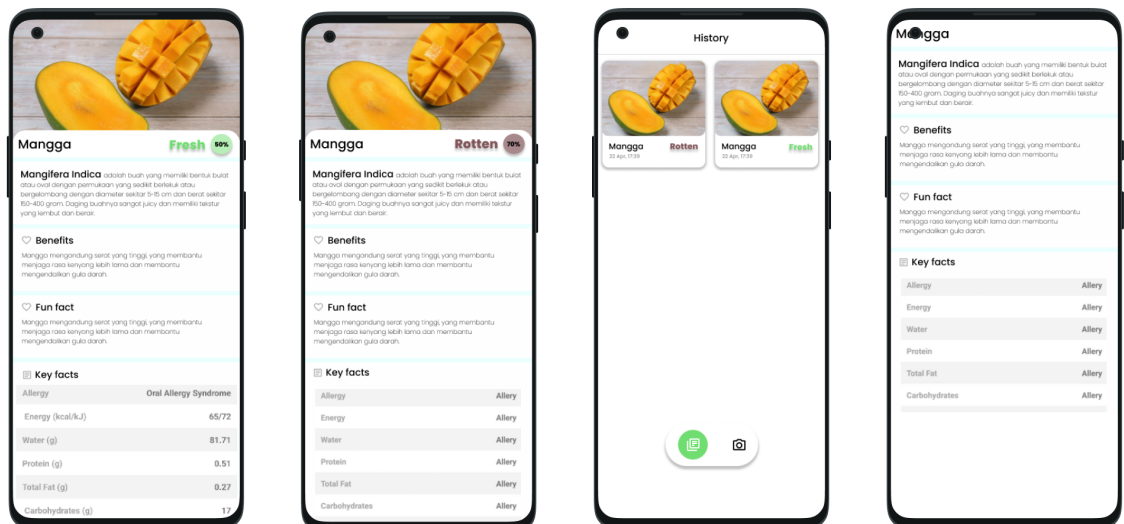 Mangga
Fresh
50%
Mangifera Indica adalah buah yang memiliki bentuk bulat
atau oval dengan permukaan yang sedikit berlekuk atau
bergelombang dengan diameter sekitar 5-15 cm dan berat sekitar
150-400 gram. Daging buahnya sangat juicy dan memiliki tekstur
yang lembut dan berair.
Benefits
Mangga mengandung serat yang tinggi, yang membantu
menjaga rasa kenyang lebih lama dan membantu
mengendalikan gula darah.
Fun fact
Mangga mengandung serat yang tinggi, yang membantu
menjaga rasa kenyang lebih lama dan membantu
mengendalikan gula darah.
Key facts
Allergy Oral Allergy Syndrome
Energy (kcal/kJ) 65/72
Water (g) 81.71
Protein (g) 0.51
Total Fat (g) 0.27
Carbohydrates (g) 17
Mangga
Rotten
70%
Mangifera Indica adalah buah yang memiliki bentuk bulat
atau oval dengan permukaan yang sedikit berlekuk atau
bergelombang dengan diameter sekitar 5-15 cm dan berat sekitar
150-400 gram. Daging buahnya sangat juicy dan memiliki tekstur
yang lembut dan berair.
Benefits
Mangga mengandung serat yang tinggi, yang membantu
menjaga rasa kenyang lebih lama dan membantu
mengendalikan gula darah.
Fun fact
Mangga mengandung serat yang tinggi, yang membantu
menjaga rasa kenyang lebih lama dan membantu
mengendalikan gula darah.
Key facts
Allergy Allery
Energy Allery
Water Allery
Protein Allery
Total Fat Allery
Carbohydrates Allery
History
Mangga Rotten
22 Apr, 17:39
Mangga Fresh
22 Apr, 17:39
Mangga
Mangifera Indica adalah buah yang memiliki bentuk bulat
atau oval dengan permukaan yang sedikit berlekuk atau
bergelombang dengan diameter sekitar 5-15 cm dan berat sekitar
150-400 gram. Daging buahnya sangat juicy dan memiliki tekstur
yang lembut dan berair.
Benefits
Mangga mengandung serat yang tinggi, yang membantu
menjaga rasa kenyang lebih lama dan membantu
mengendalikan gula darah.
Fun fact
Mangga mengandung serat yang tinggi, yang membantu
menjaga rasa kenyang lebih lama dan membantu
mengendalikan gula darah.
Key facts
Allergy Allery
Energy Allery
Water Allery
Protein Allery
Total Fat Allery
Carbohydrates Allery